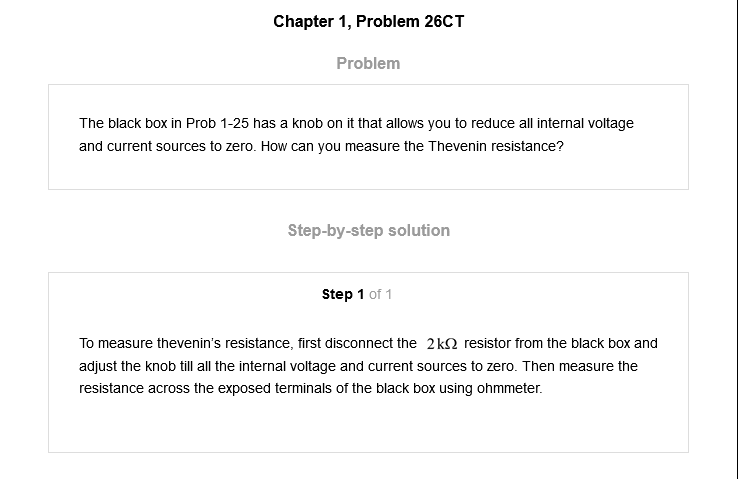 Chapter 1, Problem 26CT
Problem
The black box in Prob 1-25 has a knob on it that allows you to reduce all internal voltage
and current sources to zero. How can you measure the Thevenin resistance?
Step-by-step solution
Step 1 of 1
To measure thevenin's resistance, first disconnect the 2kΩ resistor from the black box and
adjust the knob till all the internal voltage and current sources to zero. Then measure the
resistance across the exposed terminals of the black box using ohmmeter.